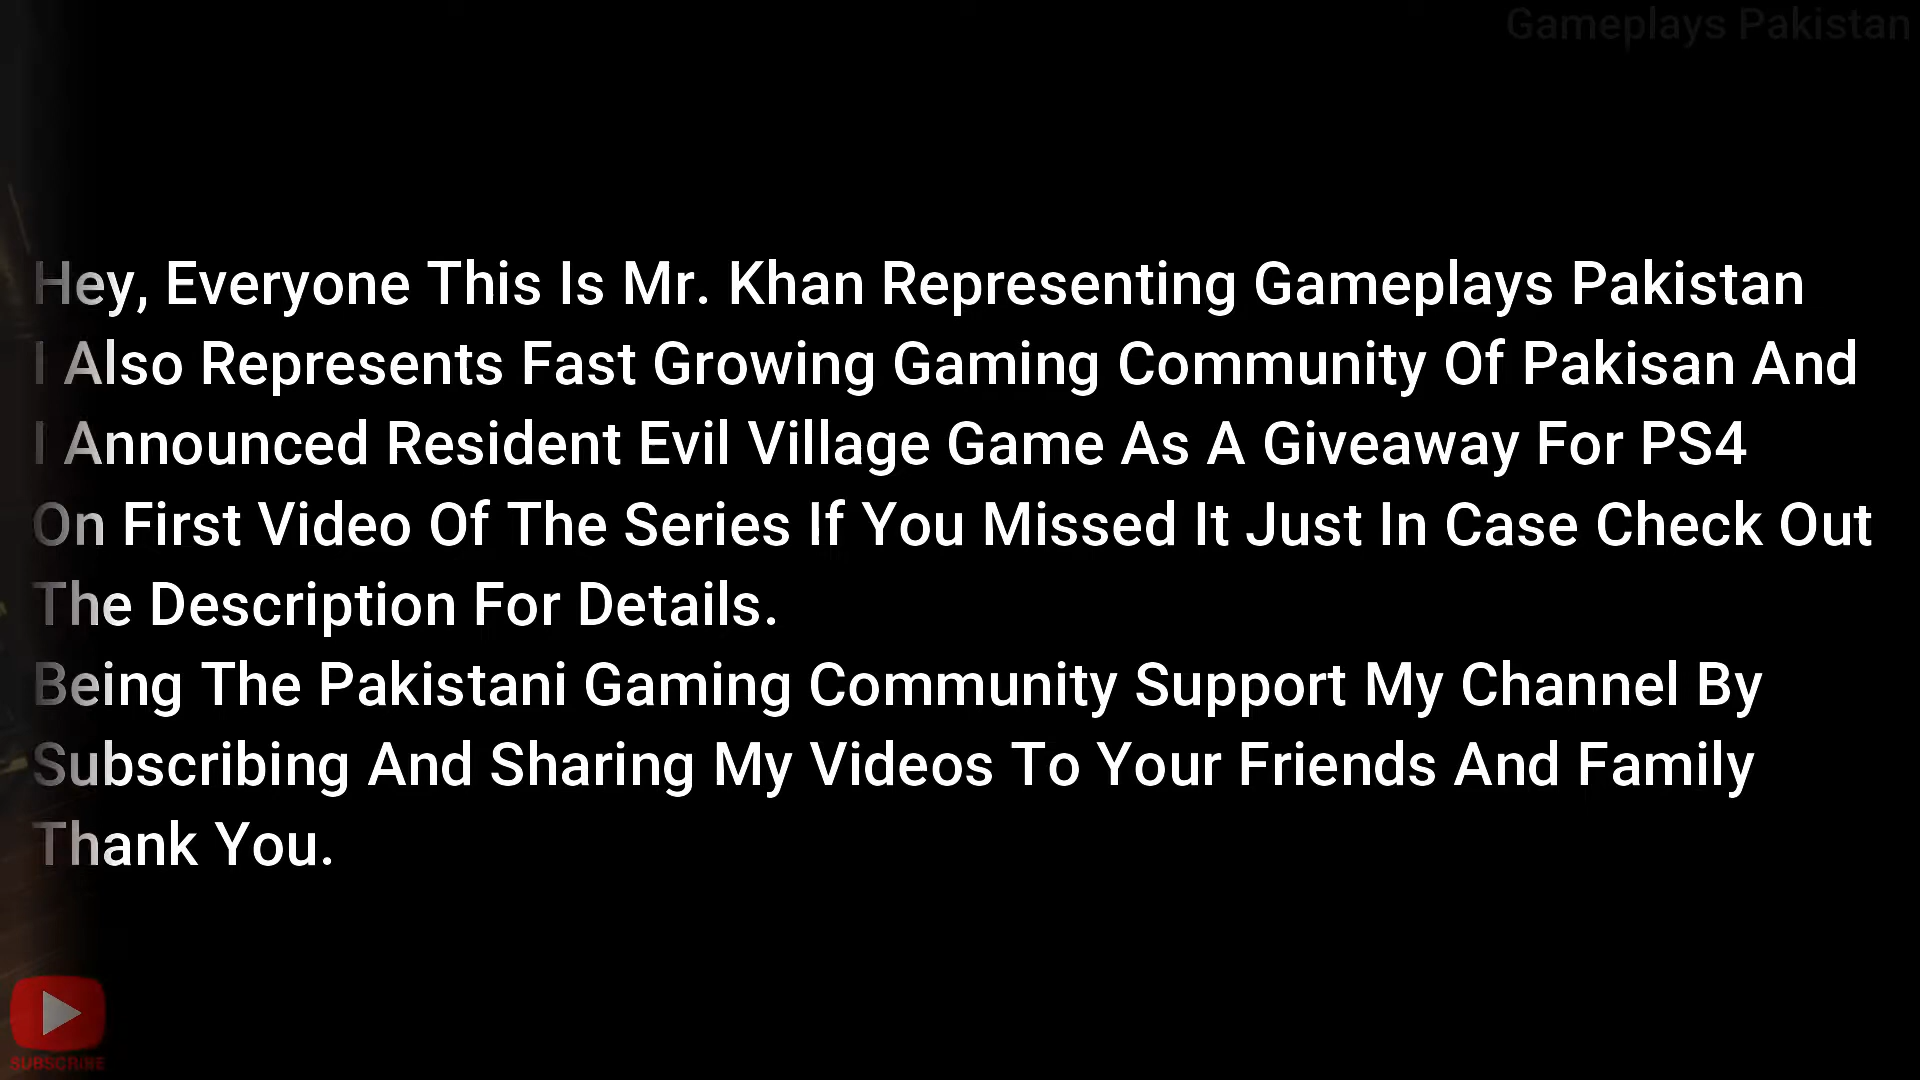 Gameplays Pakistan
Hey, Everyone This Is Mr. Khan Representing Gameplays Pakistan
I Also Represents Fast Growing Gaming Community Of Pakisan And
I Announced Resident Evil Village Game As A Giveaway For PS4
On First Video Of The Series If You Missed It Just In Case Check Out
The Description For Details.
Being The Pakistani Gaming Community Support My Channel By
Subscribing And Sharing My Videos To Your Friends And Family
Thank You.
SUBSCRIBE